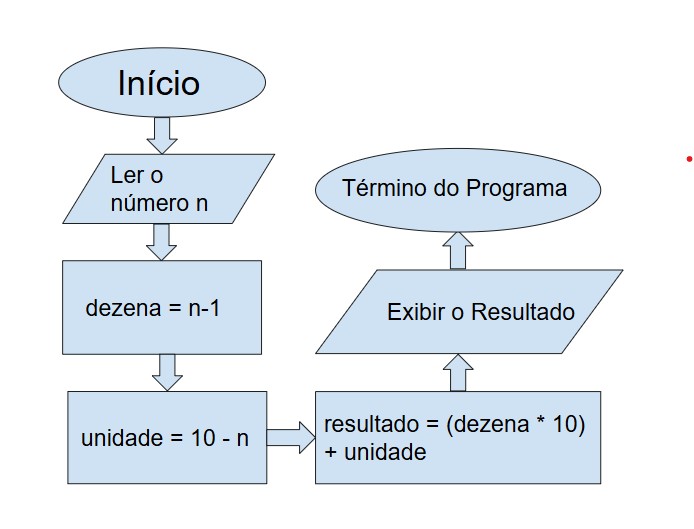 Início
Ler o
número n
dezena = n-1
unidade = 10 - n
resultado = (dezena * 10)
+ unidade
Exibir o Resultado
Término do Programa